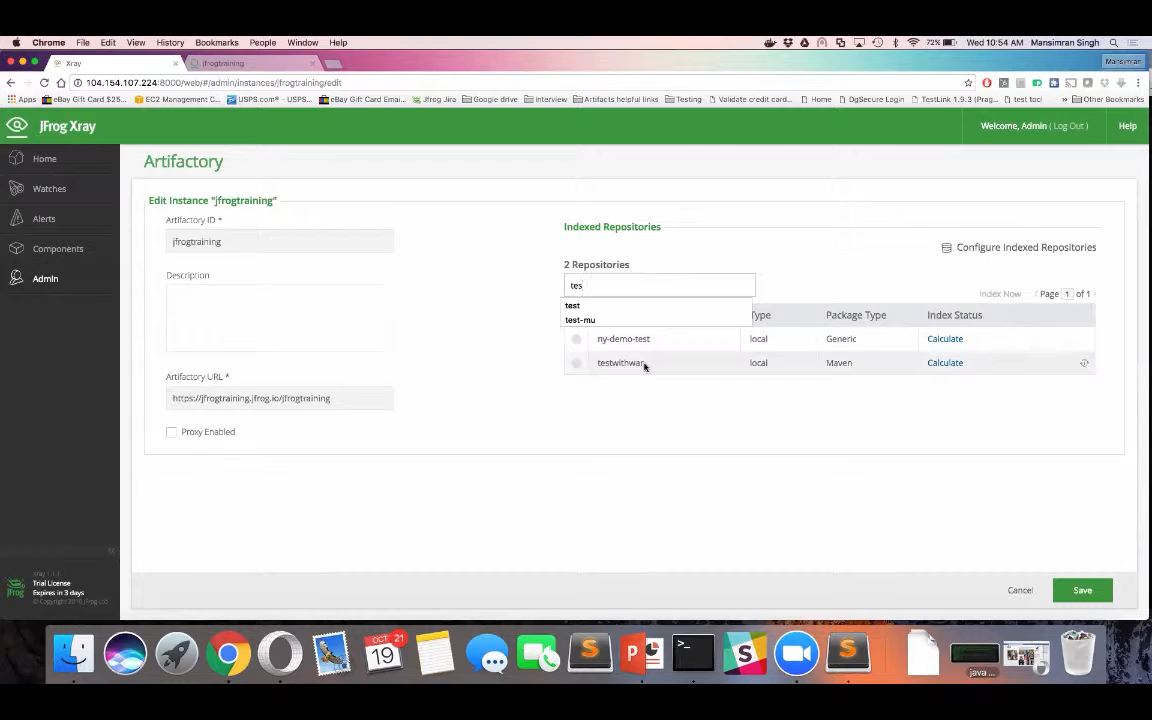 Chrome File Edit View History Bookmarks People Window Help
72% Wed 10:54 AM Mansimran Singh
Xray
jfrogtraining
Mansimran
104.154.107.224:8000/web/#/admin/instances/jfrogtraining/edit
Apps eBay Gift Card $25... EC2 Management C... USPS.com® - USPS... eBay Gift Card Emai... Jfrog Jira Google drive Interview Artifacts helpful links Testing Validate credit card... Home DgSecure Login TestLink 1.9.3 (Prag... test tool » Other Bookmarks
JFrog Xray
Welcome, Admin ( Log Out )
Help
Home
Watches
Alerts
Components
Admin
Artifactory
Edit Instance "jfrogtraining"
Artifactory ID *
jfrogtraining
Description
Artifactory URL *
https://jfrogtraining.jfrog.io/jfrogtraining
Proxy Enabled
Indexed Repositories
Configure Indexed Repositories
2 Repositories
tes
test
test-mu
Index Now
Page 1 of 1
Type Package Type Index Status
ny-demo-test local Generic Calculate
testwithwar local Maven Calculate
Cancel Save
Trial License
Expires in 3 days
JFrog
OCT 21
19
java ...